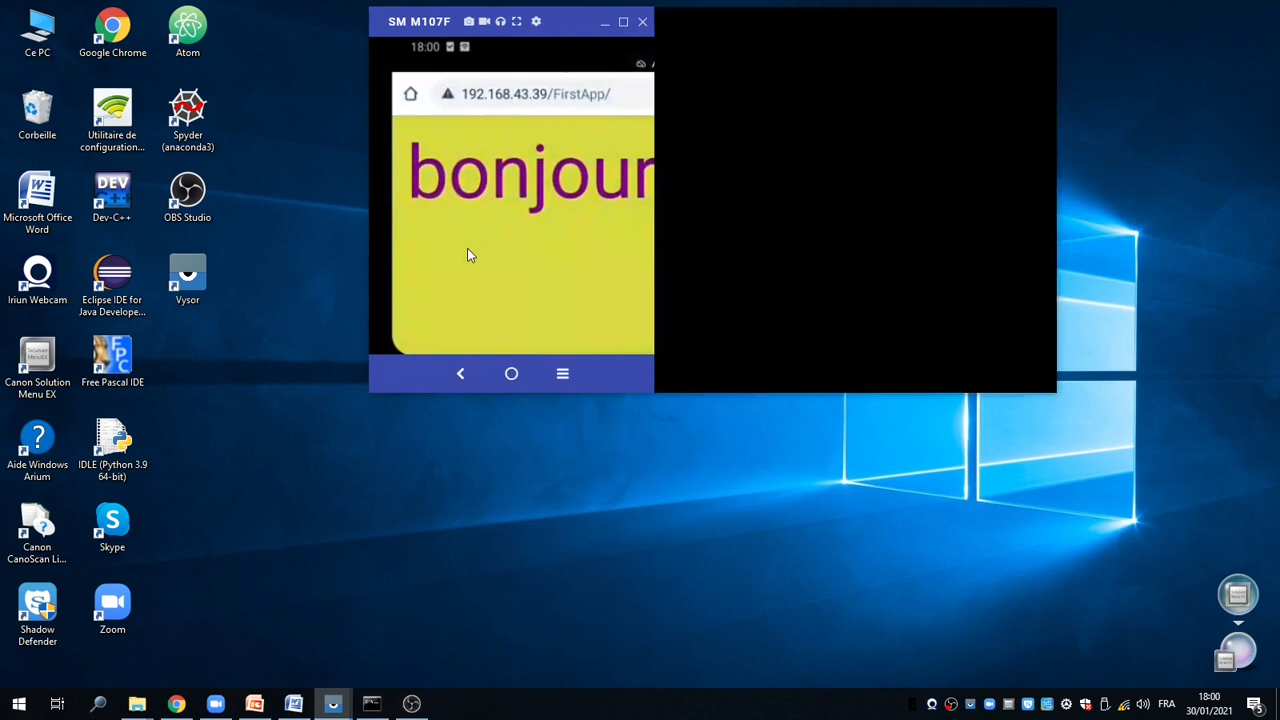 Ce PC
Google Chrome
Atom
Corbeille
Utilitaire de
configuration...
Spyder
(anaconda3)
Microsoft Office
Word
Dev-C++
OBS Studio
Iriun Webcam
Eclipse IDE for
Java Develope...
Vysor
Canon Solution
Menu EX
Free Pascal IDE
Aide Windows
Arium
IDLE (Python 3.9
64-bit)
Canon
CanoScan Li...
Skype
Shadow
Defender
Zoom
SM M107F
18:00
192.168.43.39/FirstApp/
bonjour
FRA
18:00
30/01/2021